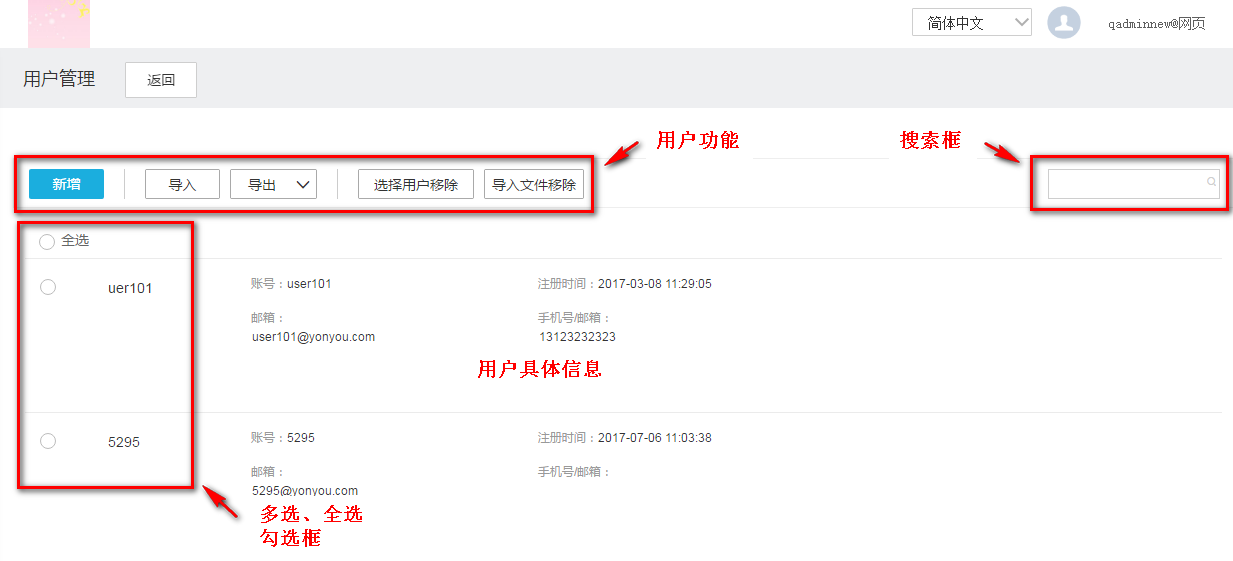 简体中文
qadminnew@网页
用户管理
返回
用户功能
搜索框
新增
导入
导出
选择用户移除
导入文件移除
全选
uer101
账号：user101
注册时间：2017-03-08 11:29:05
邮箱：
手机号/邮箱：
user101@yonyou.com
13123232323
用户具体信息
5295
账号：5295
注册时间：2017-07-06 11:03:38
邮箱：
手机号/邮箱：
5295@yonyou.com
多选、全选
勾选框